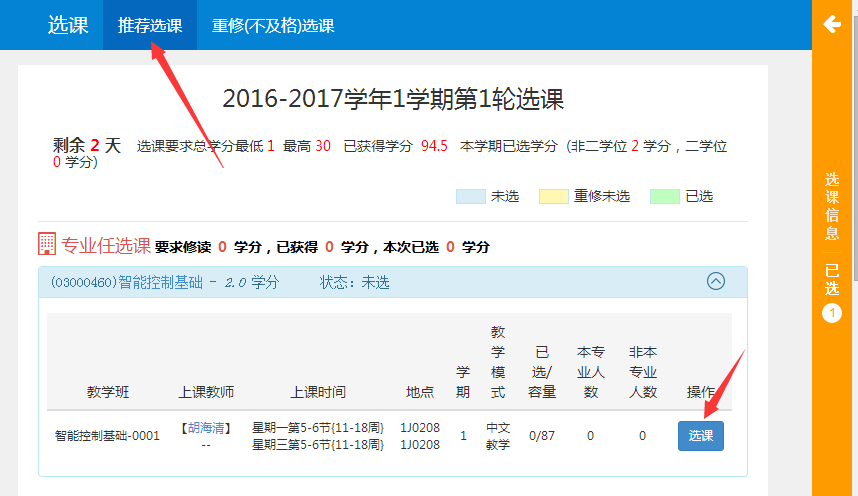 选课 推荐选课 重修(不及格)选课
2016-2017学年1学期第1轮选课
剩余 2 天 选课要求总学分最低 1 最高 30 已获得学分 94.5 本学期已选学分 (非二学位 2 学分，二学位
0 学分)
未选 重修未选 已选
专业任选课 要求修读 0 学分，已获得 0 学分，本次已选 0 学分
(03000460)智能控制基础 - 2.0 学分 状态：未选
教学班 上课教师 上课时间 地点 学期 教学模式 已选/容量 本专业人数 非本专业人数 操作
智能控制基础-0001 【胡海清】 星期一第5-6节{11-18周} 1J0208 1 中文 0/87 0 0 选课
-- 星期三第5-6节{11-18周} 1J0208 教学
选课信息
已选
1